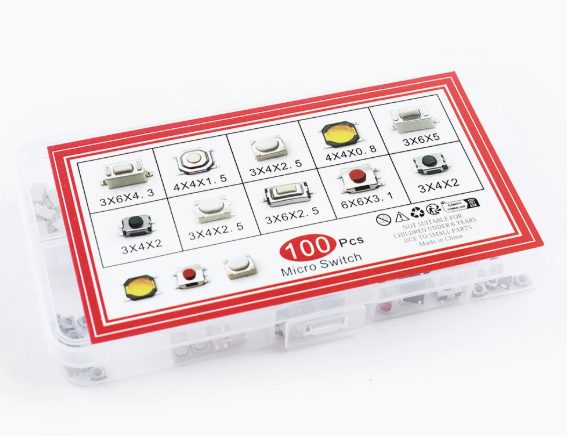 3X6X4.3
4X4X1.5
3X4X2.5
4X4X0.8
3X6X5
3X4X2
3X4X2.5
3X6X2.5
6X6X3.1
3X4X2
100 Pcs
Micro Switch
NOT SUITABLE FOR
CHILDREN UNDER 6 YEARS
DUE TO SMALL PARTS
Made in China